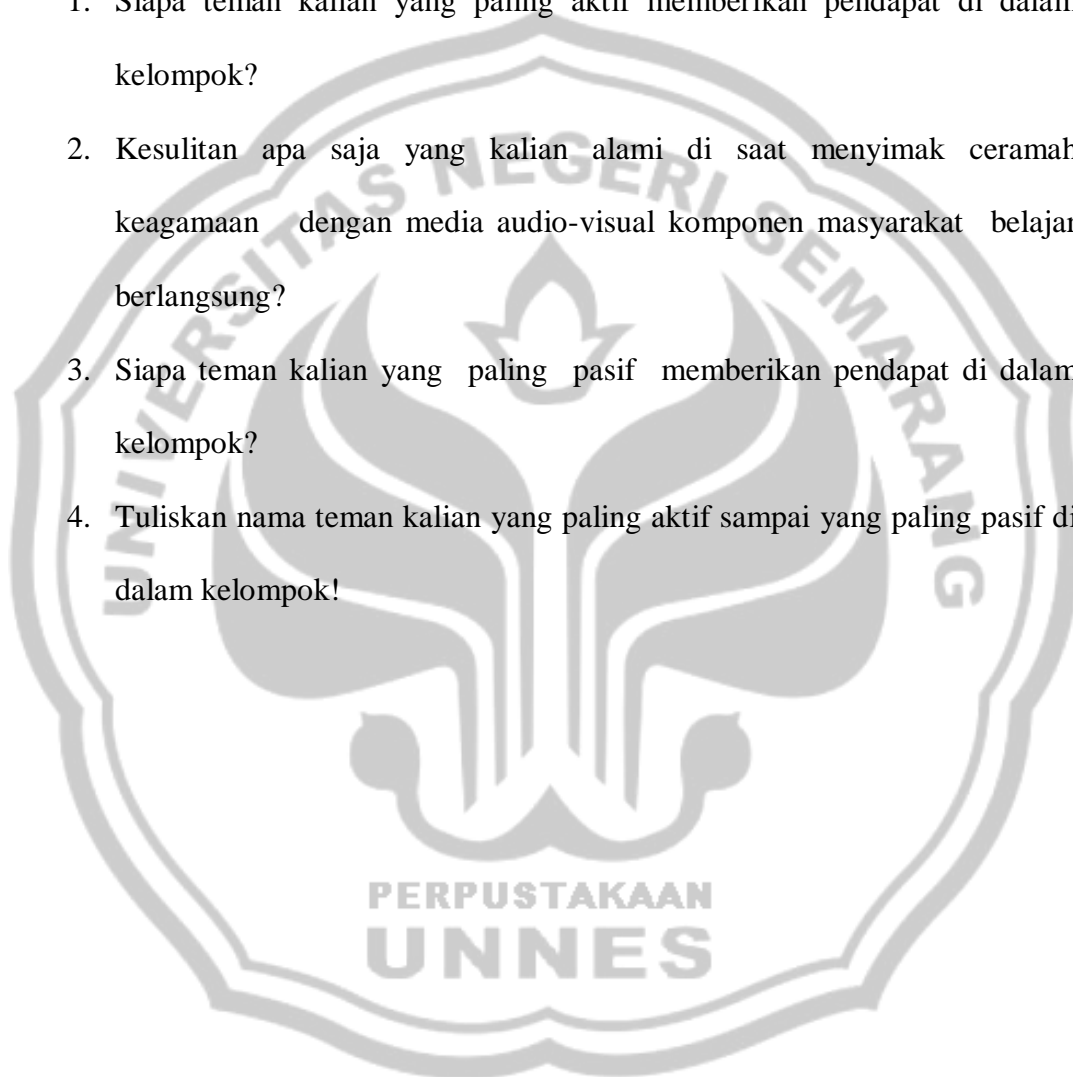 1. Siapa teman kalian yang paling aktif memberikan pendapat di dalam
kelompok?
2. Kesulitan apa saja yang kalian alami di saat menyimak ceramah
keagamaan dengan media audio-visual komponen masyarakat belajar
berlangsung?
3. Siapa teman kalian yang paling pasif memberikan pendapat di dalam
kelompok?
4. Tuliskan nama teman kalian yang paling aktif sampai yang paling pasif di
dalam kelompok!
UNIVERSITAS NEGERI SEMARANG
PERPUSTAKAAN
UNNES